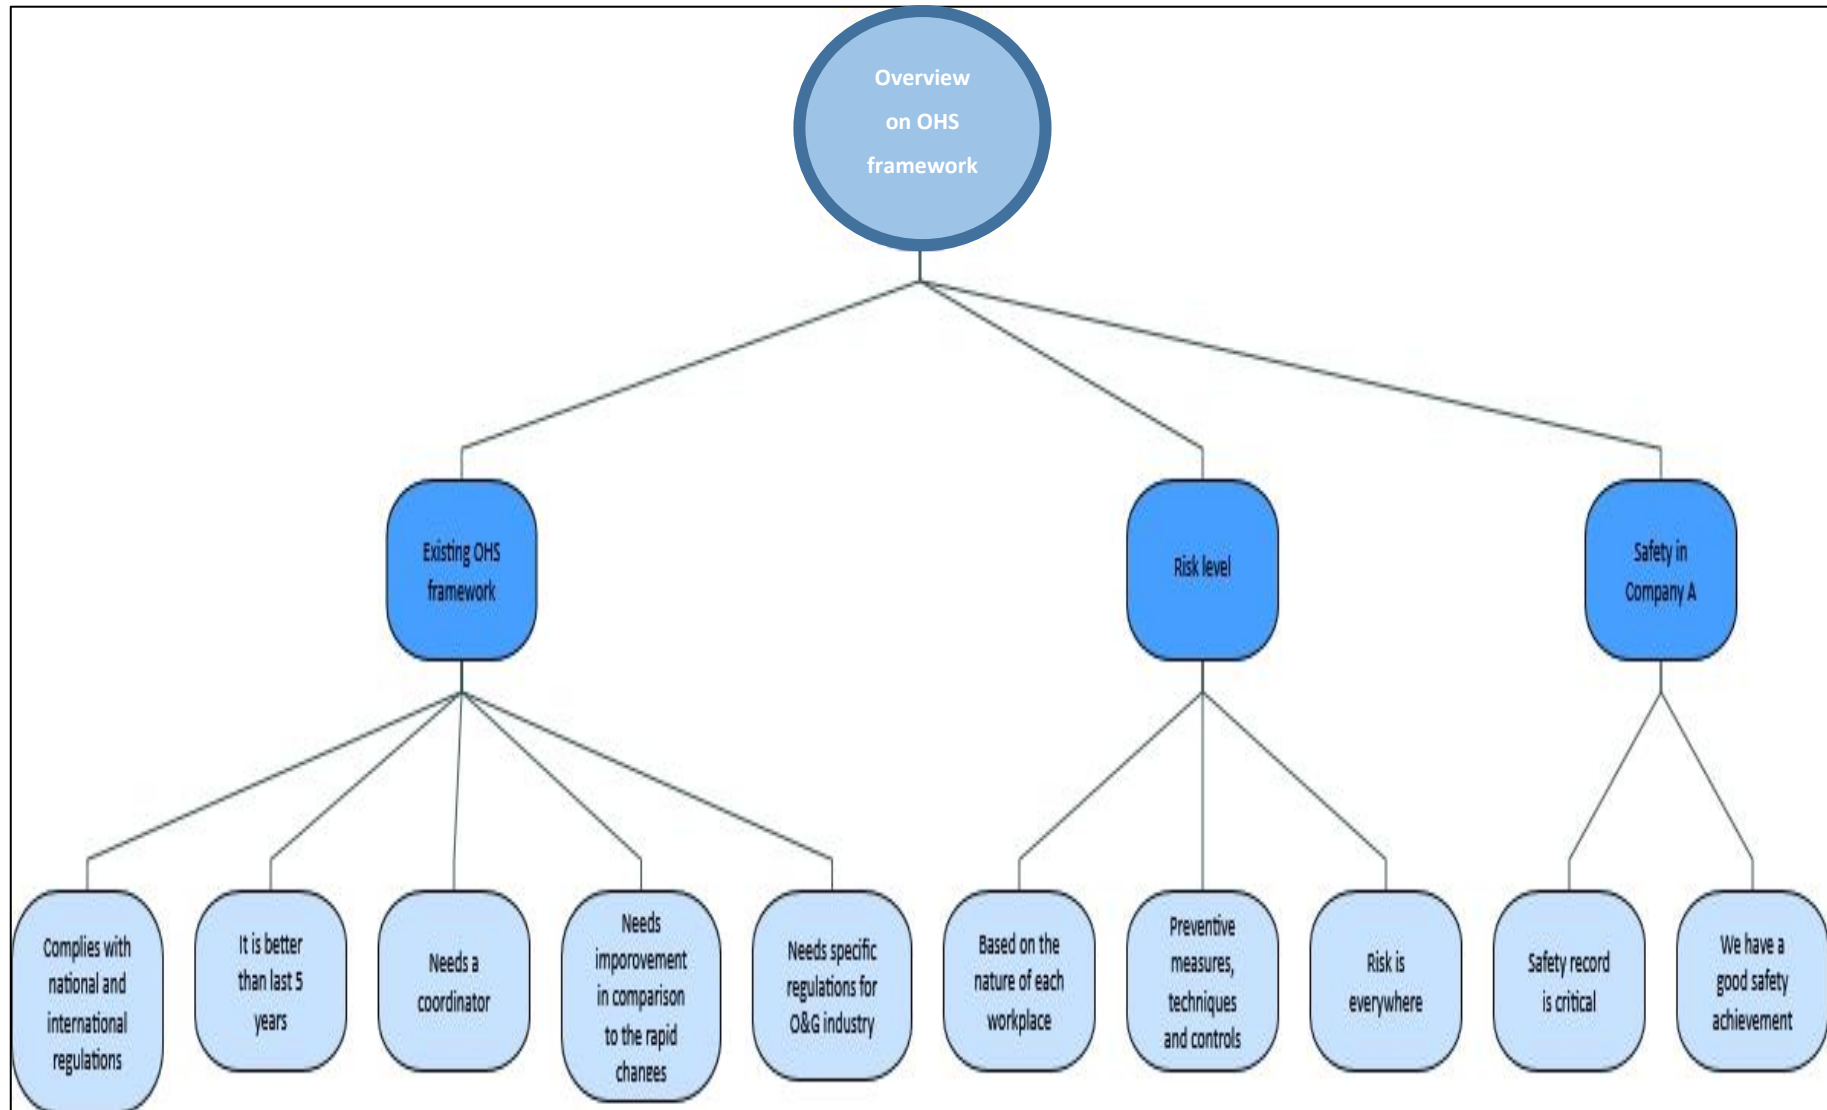 Overview
on OHS
framework
Existing OHS
framework
Risk level
Safety in
Company A
Complies with
national and
international
regulations
It is better
than last 5
years
Needs a
coordinator
Needs
imporovement
in comparison
to the rapid
changes
Needs specific
regulations for
O&G industry
Based on the
nature of each
workplace
Preventive
measures,
techniques
and controls
Risk is
everywhere
Safety record
is critical
We have a
good safety
achievement